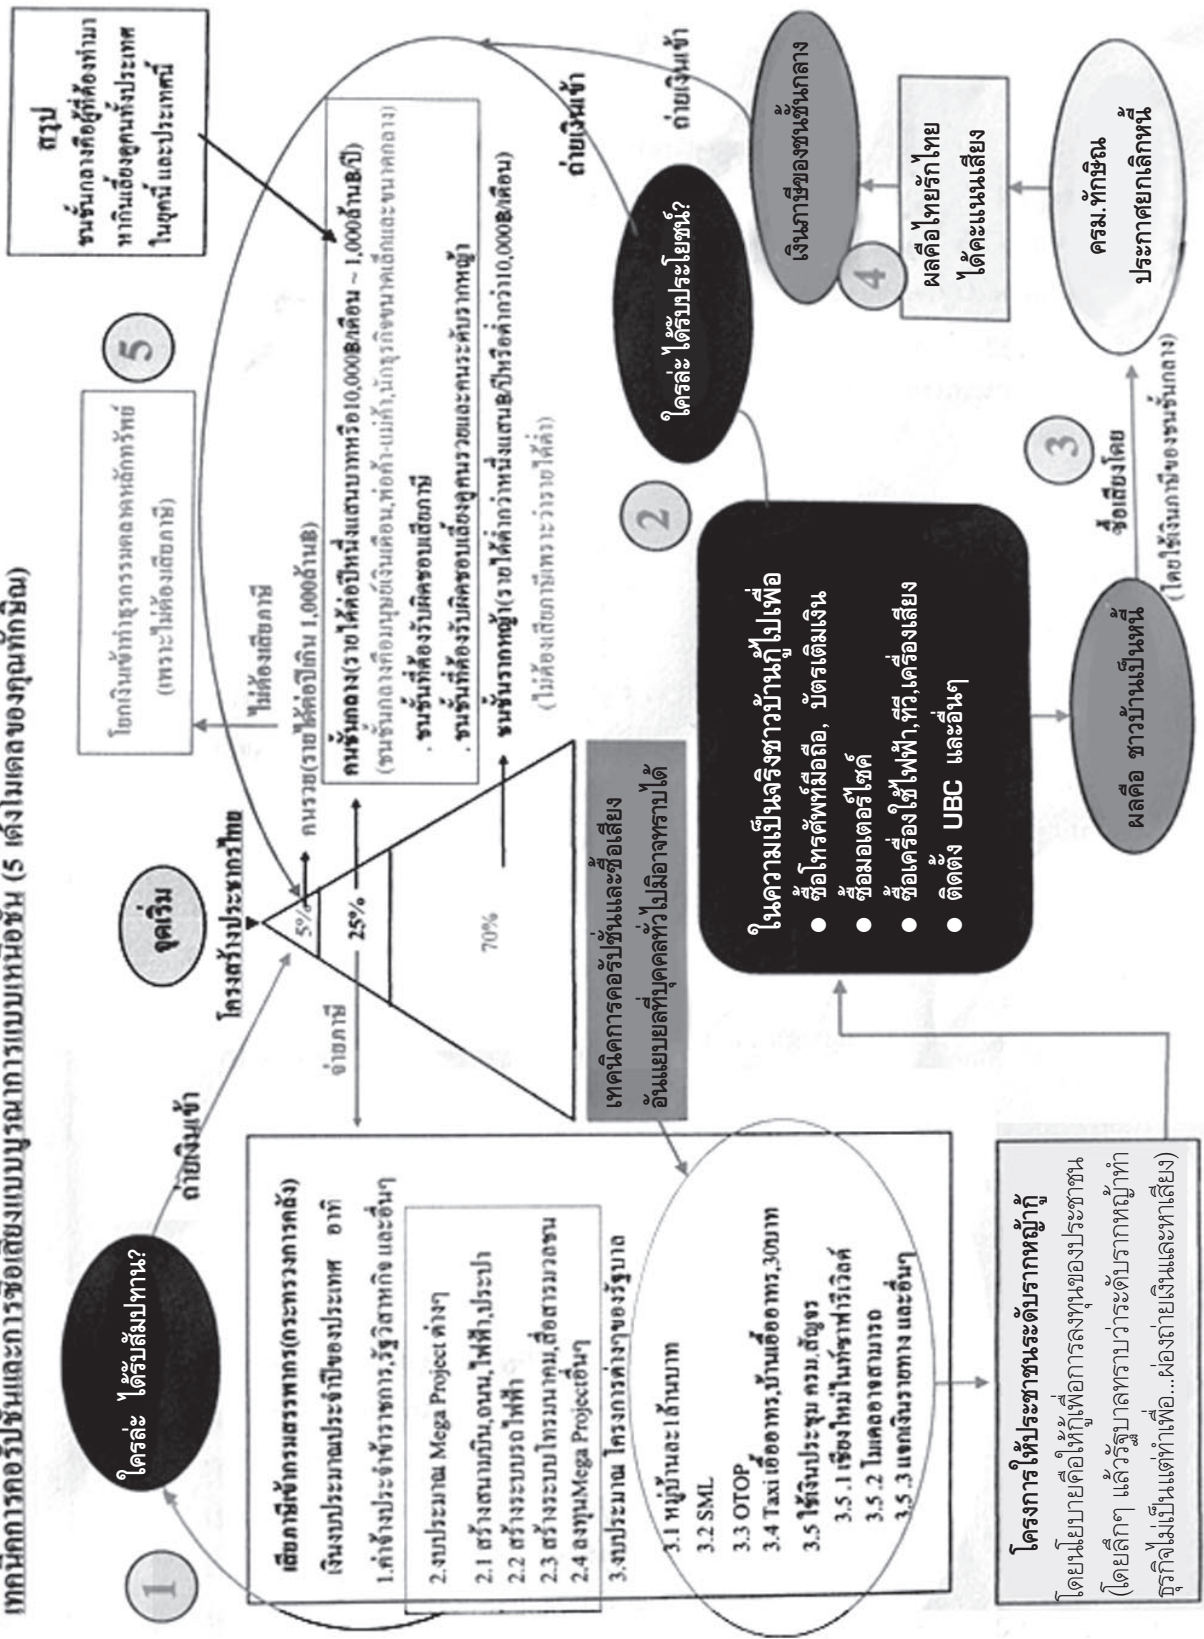 เทคนิคการคอรัปชั่นและการซื้อเสียงแบบบูรณาการแบบเหนือชั้น (5 เด้งโมเดลของคุณทักษิณ)
1
ใครล่ะ ได้รับสัมปทาน?
ถ่ายเงินเข้า
จุดเริ่ม
โครงสร้างประชากรไทย
5%
25%
70%
จ่ายภาษี
เสียภาษีเข้ากรมสรรพากร(กระทรวงการคลัง)
เงินงบประมาณประจำปีของประเทศ อาทิ
1.ค่าจ้างประจำข้าราชการ,รัฐวิสาหกิจ และอื่นๆ
2.งบประมาณ Mega Project ต่างๆ
2.1 สร้างสนามบิน,ถนน,ไฟฟ้า,ประปา
2.2 สร้างระบบรถไฟฟ้า
2.3 สร้างระบบโทรมนาคม,สื่อสารมวลชน
2.4 ลงทุนMega Projectอื่นๆ
3.งบประมาณ โครงการต่างๆของรัฐบาล
3.1 หมู่บ้านละ1ล้านบาท
3.2 SML
3.3 OTOP
3.4 Taxiเอื้ออาทร,บ้านเอื้ออาทร,30บาท
3.5 ใช้เงินประชุม ครม.สัญจร
3.5.1 เชียงใหม่ไนท์ซาฟารีเวิลค์
3.5.2 โมเดลอาจสามารถ
3.5.3 แจกเงินรายทาง และอื่นๆ
โครงการให้ประชาชนระดับรากหญ้ากู้
โดยนโยบายคือให้กู้เพื่อการลงทุนของประชาชน
(โดยลึกๆ แล้วรัฐบาลทราบว่าระดับรากหญ้าทำ
ธุรกิจไม่เป็นแต่ทำเพื่อ...ผ่องถ่ายเงินและหาเสียง)
เทคนิคการคอรัปชั่นและซื้อเสียง
อันแยบยลที่บุคคลทั่วไปมิอาจทราบได้
5
โยกเงินเข้าทำธุรกรรมตลาดหลักทรัพย์
(เพราะไม่ต้องเสียภาษี)
ไม่ต้องเสียภาษี
คนรวย(รายได้ต่อปีเกิน 1,000ล้านB)
คนชั้นกลาง(รายได้ต่อปีหนึ่งแสนบาทหรือ10,000B/เดือน ~ 1,000ล้านB/ปี)
(ชนชั้นกลางคือมนุษย์เงินเดือน,พ่อค้า-แม่ค้า,นักธุรกิจขนาดเล็กและขนาดกลาง)
. ชนชั้นที่ต้องรับผิดชอบเสียภาษี
. ชนชั้นที่ต้องรับผิดชอบเลี้ยงดูคนรวยและคนระดับรากหญ้า
ชนชั้นรากหญ้า(รายได้ต่ำกว่าหนึ่งแสนB/ปีหรือต่ำกว่า10,000B/เดือน)
(ไม่ต้องเสียภาษีเพราะว่ารายได้ต่ำ)
สรุป
ชนชั้นกลางคือผู้ที่ต้องทำมา
หากินเลี้ยงดูคนทั้งประเทศ
ในยุคนี้ และประเทศนี้
2
ในความเป็นจริงชาวบ้านกู้ไปเพื่อ
● ซื้อโทรศัพท์มือถือ, บัตรเติมเงิน
● ซื้อมอเตอร์ไซค์
● ซื้อเครื่องใช้ไฟฟ้า,ทีวี,เครื่องเสียง
● ติดตั้ง UBC และอื่นๆ
ใครล่ะ ได้รับประโยชน์?
ถ่ายเงินเข้า
ผลคือ ชาวบ้านเป็นหนี้
3
ซื้อเสียงโดย
(โดยใช้เงินภาษีของชนชั้นกลาง)
ครม.ทักษิณ
ประกาศยกเลิกหนี้
ผลคือไทยรักไทย
ได้คะแนนเสียง
4
เงินภาษีของชนชั้นกลาง
ถ่ายเงินเข้า